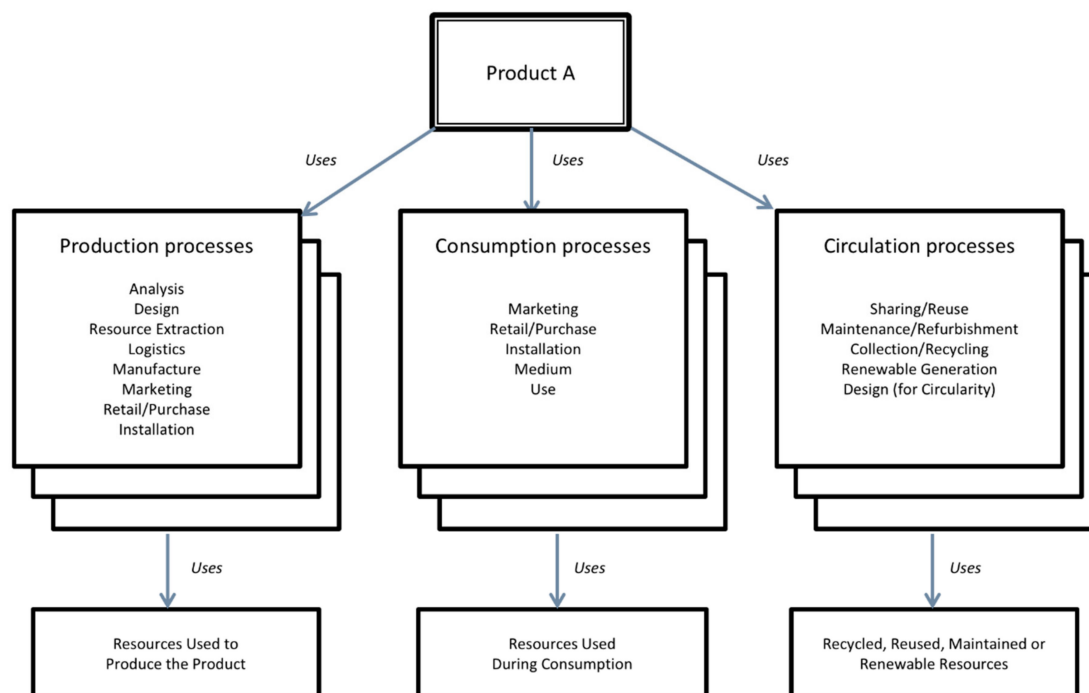 Product A
Uses
Uses
Uses
Production processes
Analysis
Design
Resource Extraction
Logistics
Manufacture
Marketing
Retail/Purchase
Installation
Consumption processes
Marketing
Retail/Purchase
Installation
Medium
Use
Circulation processes
Sharing/Reuse
Maintenance/Refurbishment
Collection/Recycling
Renewable Generation
Design (for Circularity)
Uses
Uses
Uses
Resources Used to
Produce the Product
Resources Used
During Consumption
Recycled, Reused, Maintained or
Renewable Resources